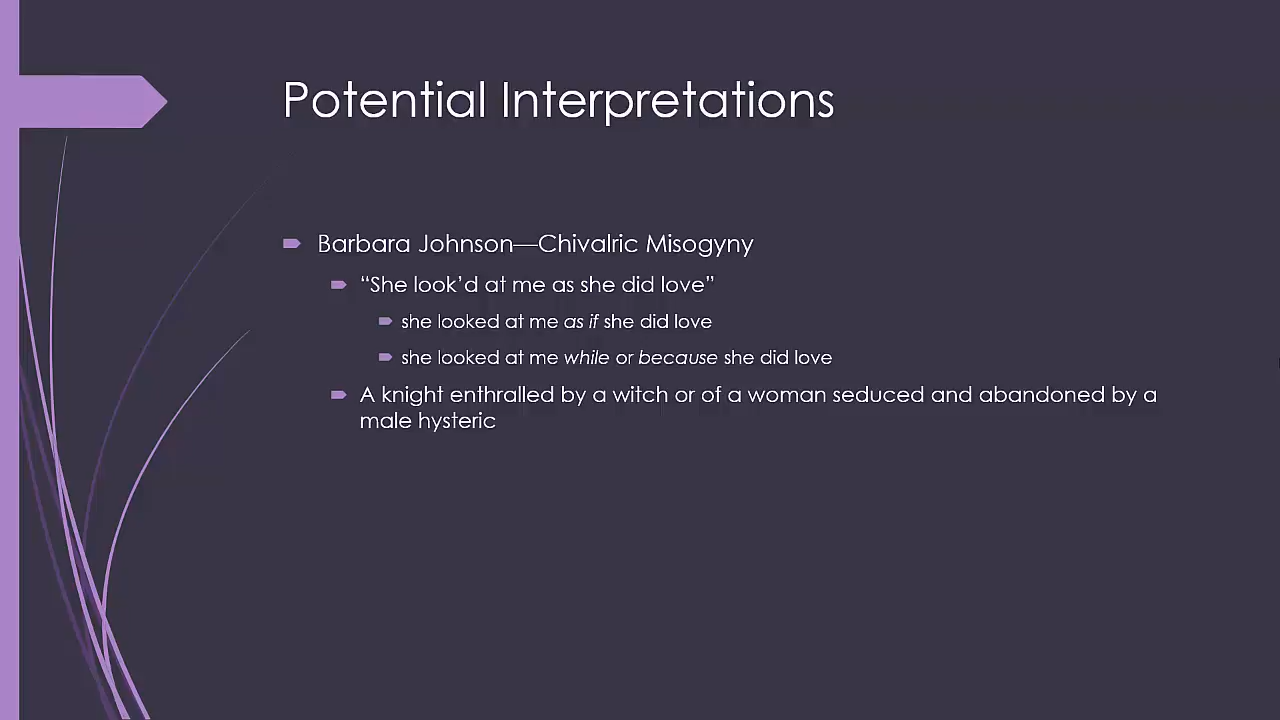 Potential Interpretations
Barbara Johnson—Chivalric Misogyny
“She look’d at me as she did love”
she looked at me as if she did love
she looked at me while or because she did love
A knight enthralled by a witch or of a woman seduced and abandoned by a
male hysteric